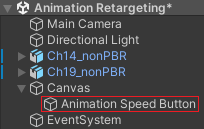 Animation Retargeting*
Main Camera
Directional Light
Ch14_nonPBR
Ch19_nonPBR
Canvas
Animation Speed Button
EventSystem